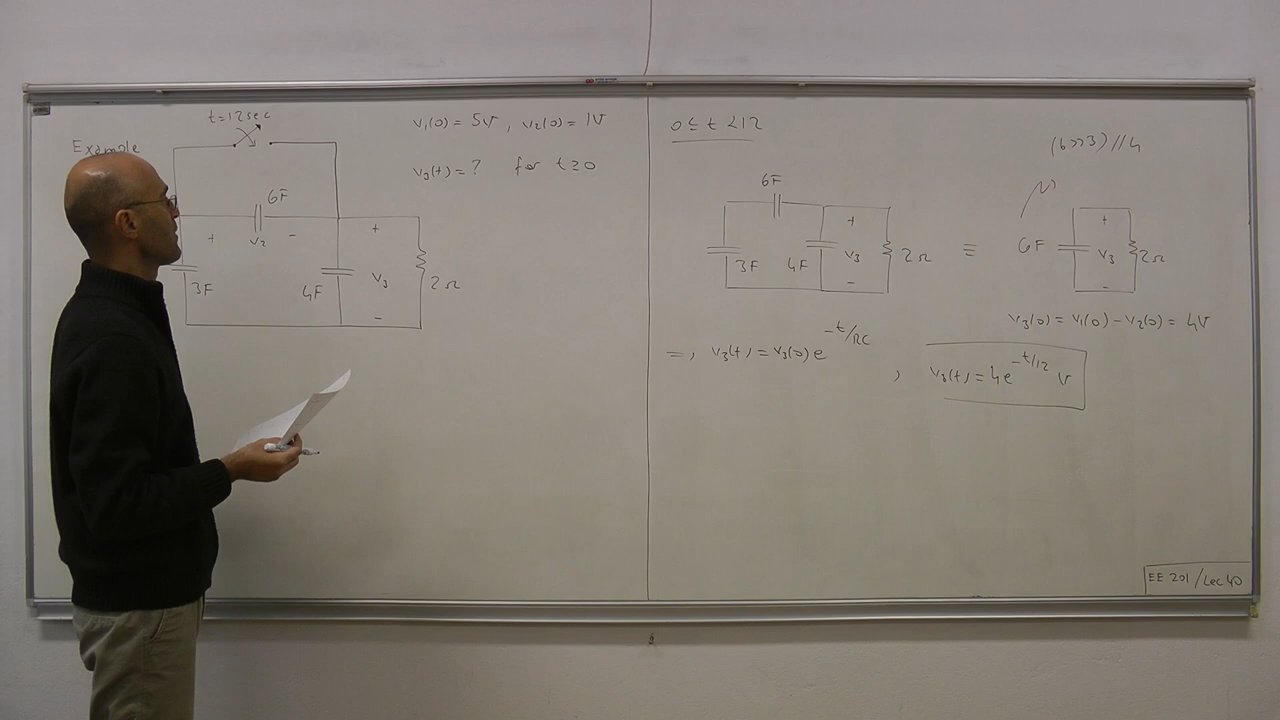 Example
t=12sec
6F
+ v₂ -
3F
4F
+
v₃
-
2Ω
v₁(0) = 5V , v₂(0) = 1V
v₃(t) = ? for t≥0
0≤t<12
6F
3F
4F
+
v₃
-
2Ω
≡
(6>>3)//4
6F
+
v₃
-
2Ω
v₃(0) = v₁(0) - v₂(0) = 4V
⇒ v₃(t) = v₃(0) e^(-t/RC) , v₃(t) = 4e^(-t/12) V
EE 201 / Lec 40